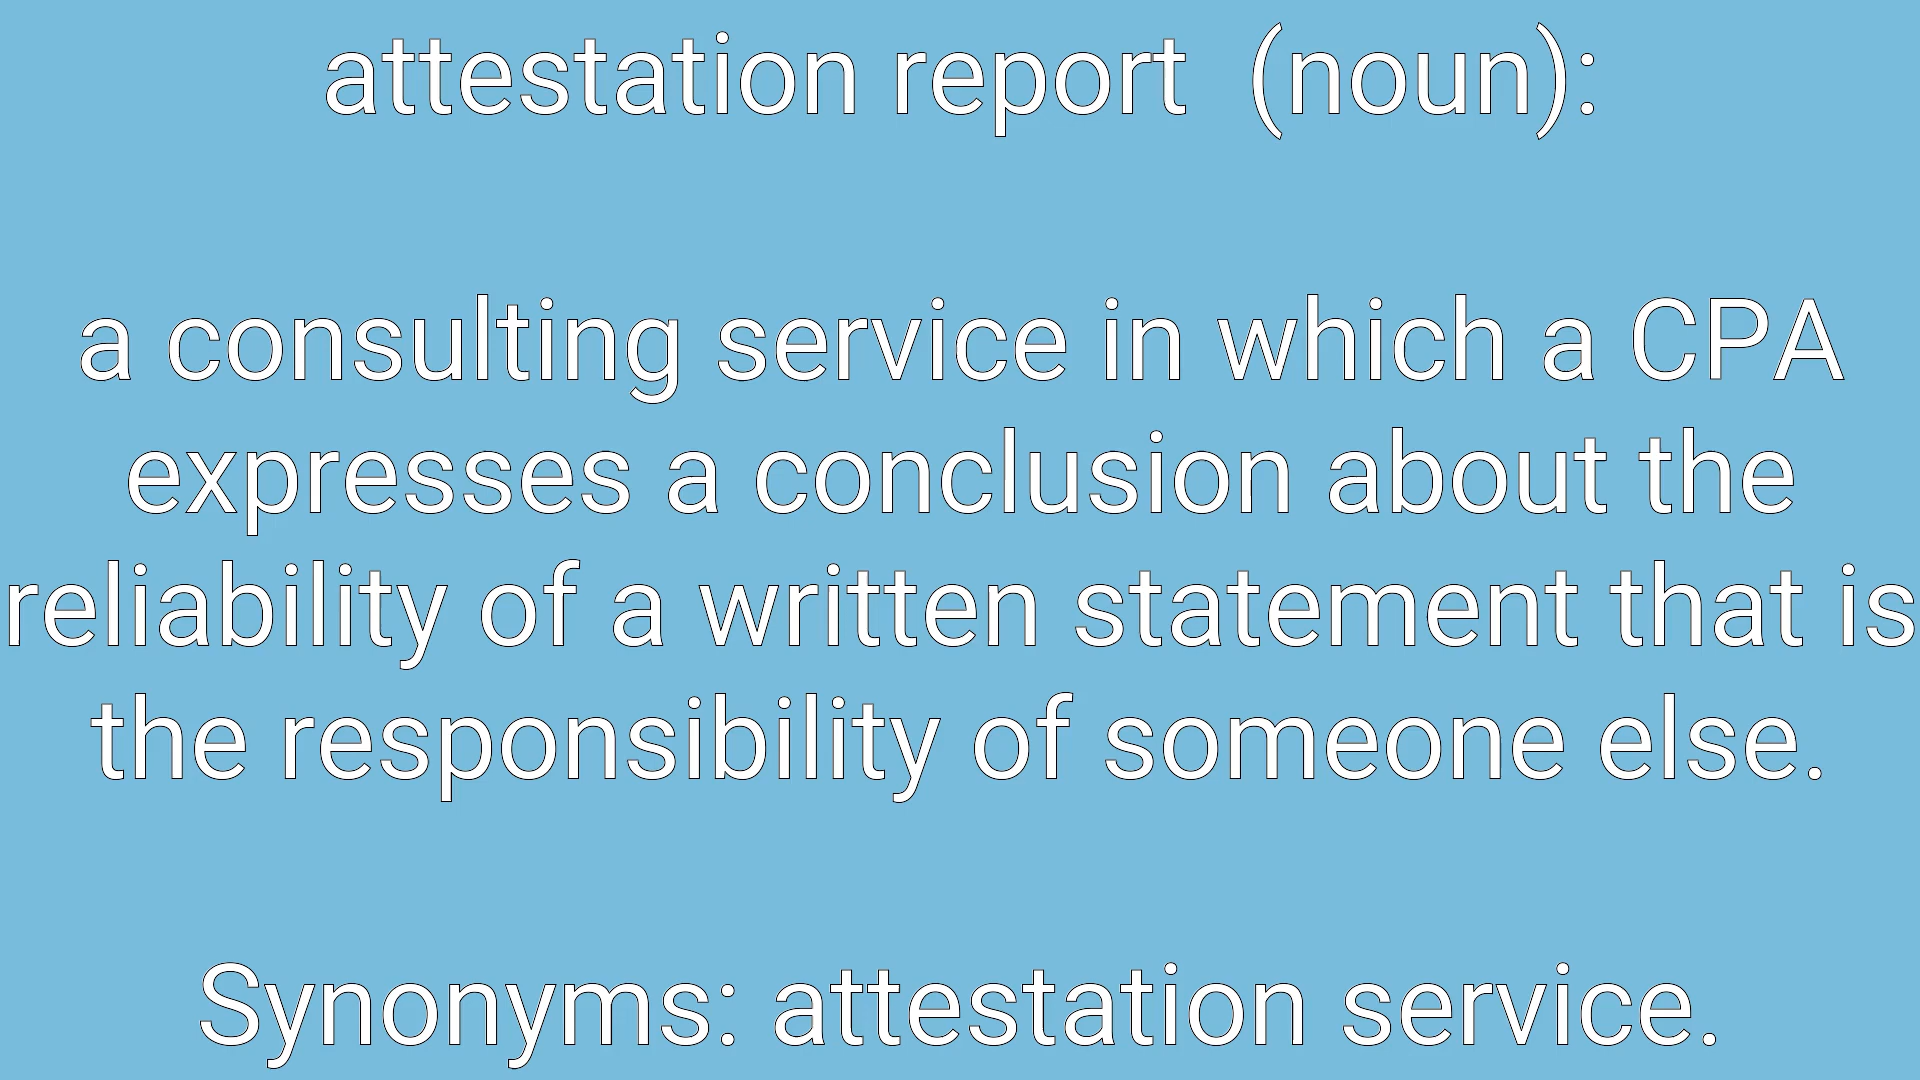 attestation report  (noun):
a consulting service in which a CPA
expresses a conclusion about the
reliability of a written statement that is
the responsibility of someone else.
Synonyms: attestation service.